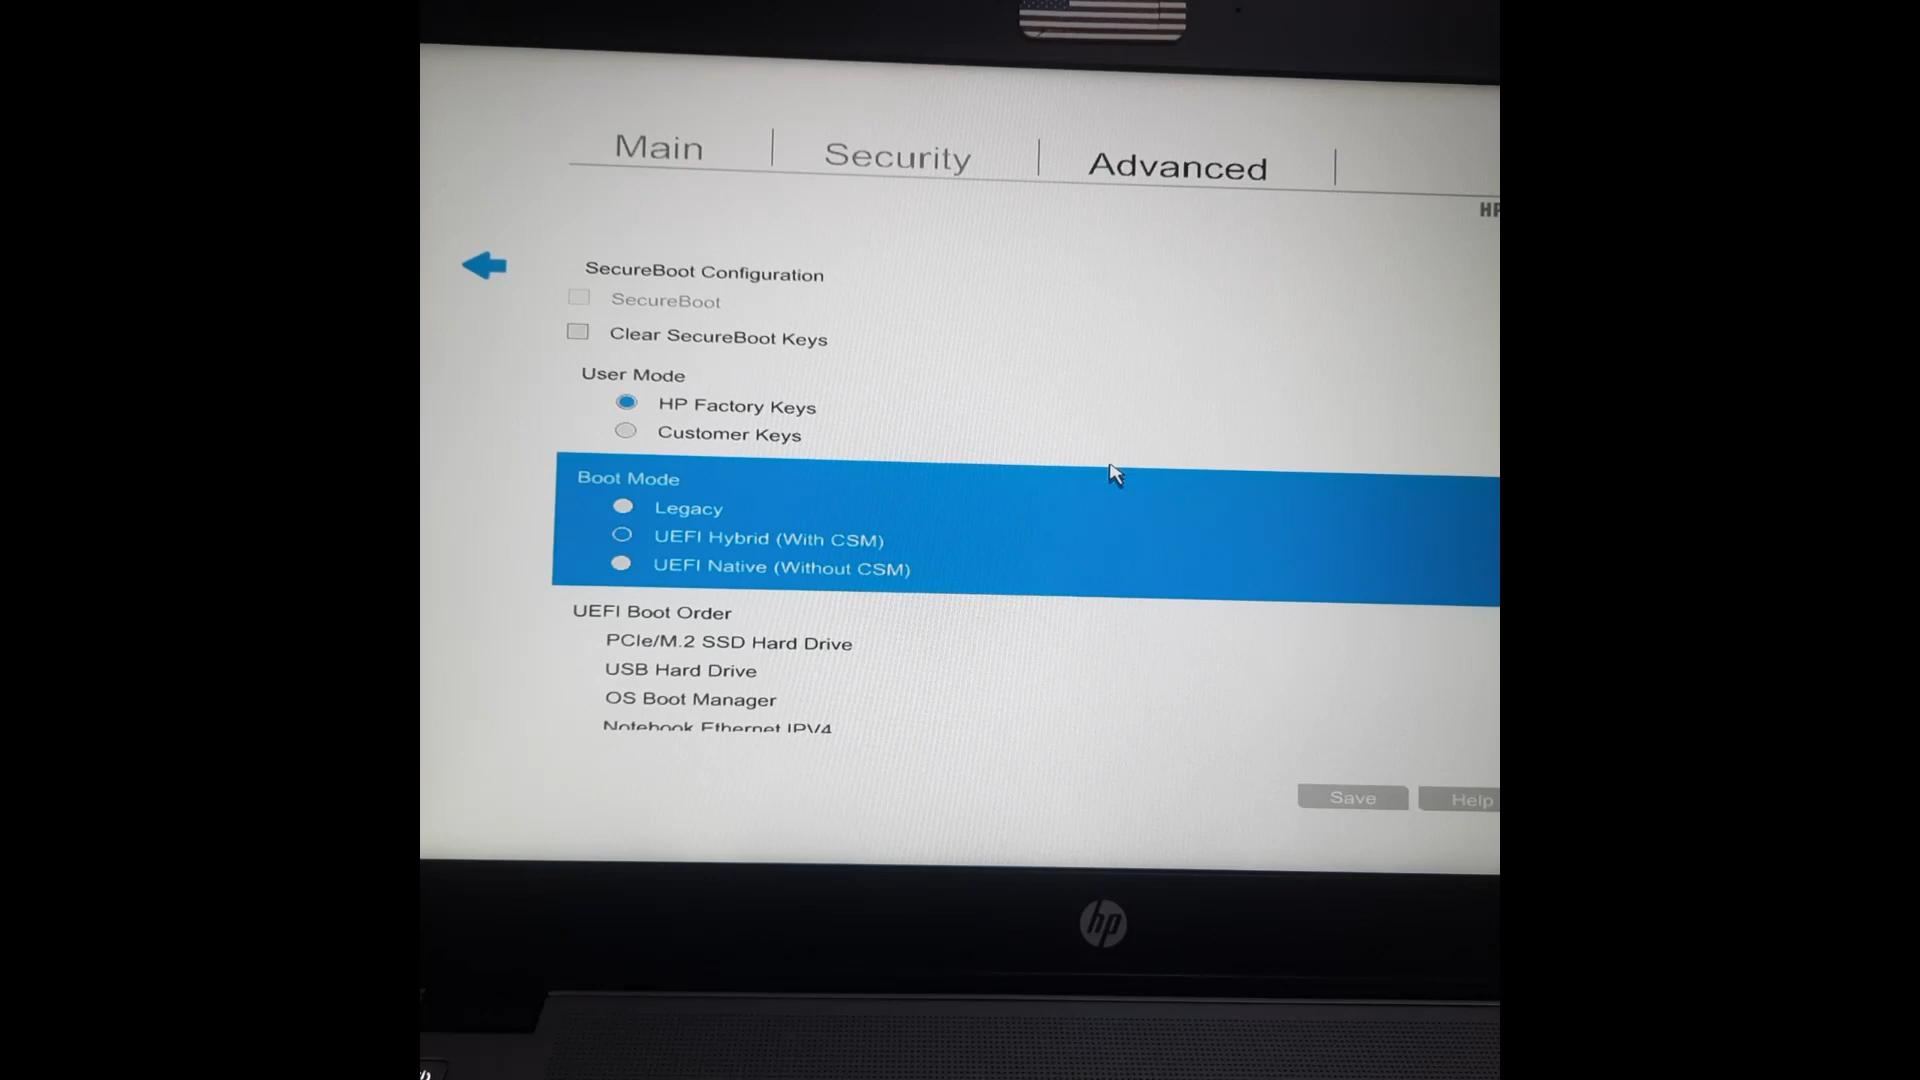 Main
Security
Advanced
HP
SecureBoot Configuration
SecureBoot
Clear SecureBoot Keys
User Mode
HP Factory Keys
Customer Keys
Boot Mode
Legacy
UEFI Hybrid (With CSM)
UEFI Native (Without CSM)
UEFI Boot Order
PCIe/M.2 SSD Hard Drive
USB Hard Drive
OS Boot Manager
Notebook Ethernet IPV4
Save
Help
hp